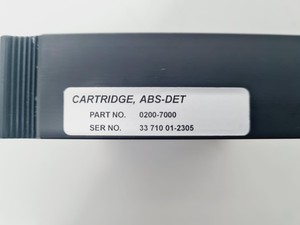 CARTRIDGE, ABS-DET
PART NO. 0200-7000
SER NO. 33 710 01-2305